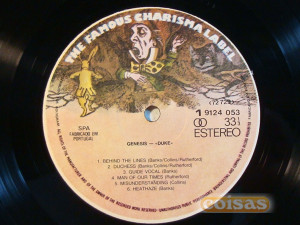 THE FAMOUS CHARISMA LABEL
SPA
FABRICADO EM
PORTUGAL
1 9124 053
33⅓
ESTEREO
GENESIS — «DUKE»
1. BEHIND THE LINES (Banks/Collins/Rutherford)
2. DUCHESS (Banks/Collins/Rutherford)
3. GUIDE VOCAL (Banks)
4. MAN OF OUR TIMES (Rutherford)
5. MISUNDERSTANDING (Collins)
6. HEATHAZE (Banks)
coisas